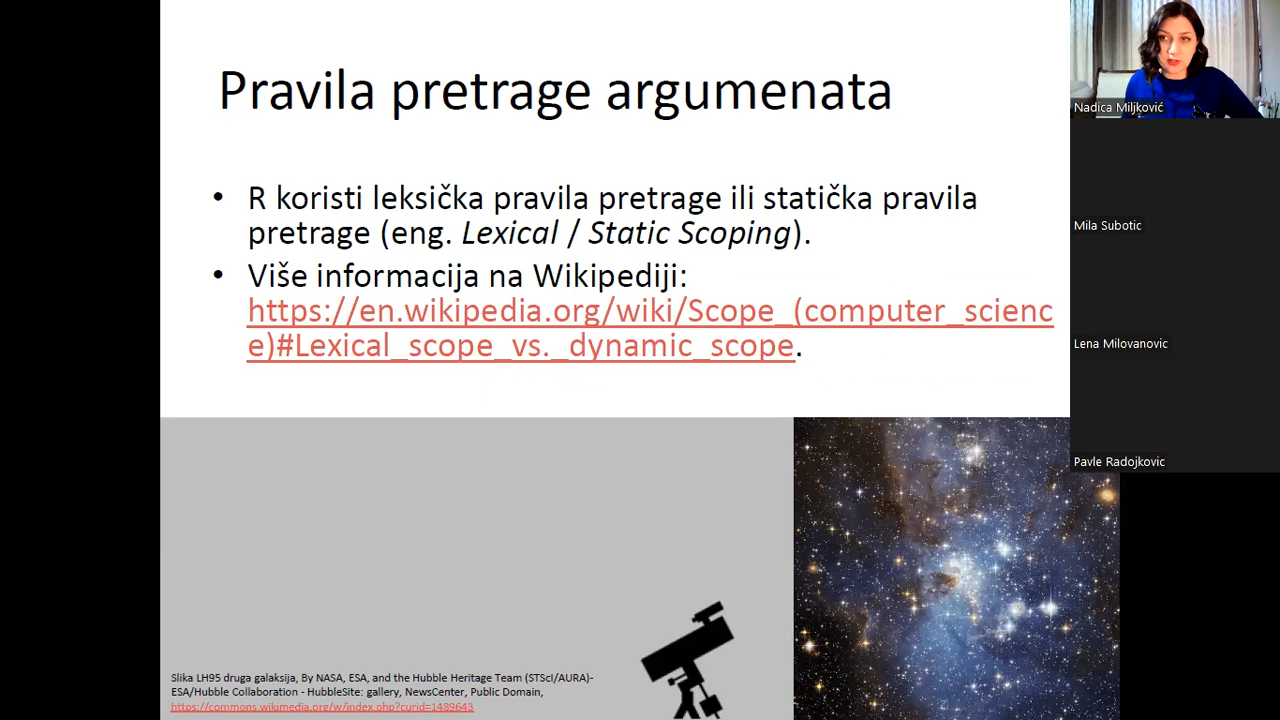 Pravila pretrage argumenata
• R koristi leksička pravila pretrage ili statička pravila
pretrage (eng. Lexical / Static Scoping).
• Više informacija na Wikipediji:
https://en.wikipedia.org/wiki/Scope_(computer_scienc
e)#Lexical_scope_vs._dynamic_scope.
Slika LH95 druga galaksija, By NASA, ESA, and the Hubble Heritage Team (STScI/AURA)-
ESA/Hubble Collaboration - HubbleSite: gallery, NewsCenter, Public Domain,
https://commons.wikimedia.org/w/index.php?curid=1489643
Nadica Miljković
Mila Subotic
Lena Milovanovic
Pavle Radojkovic